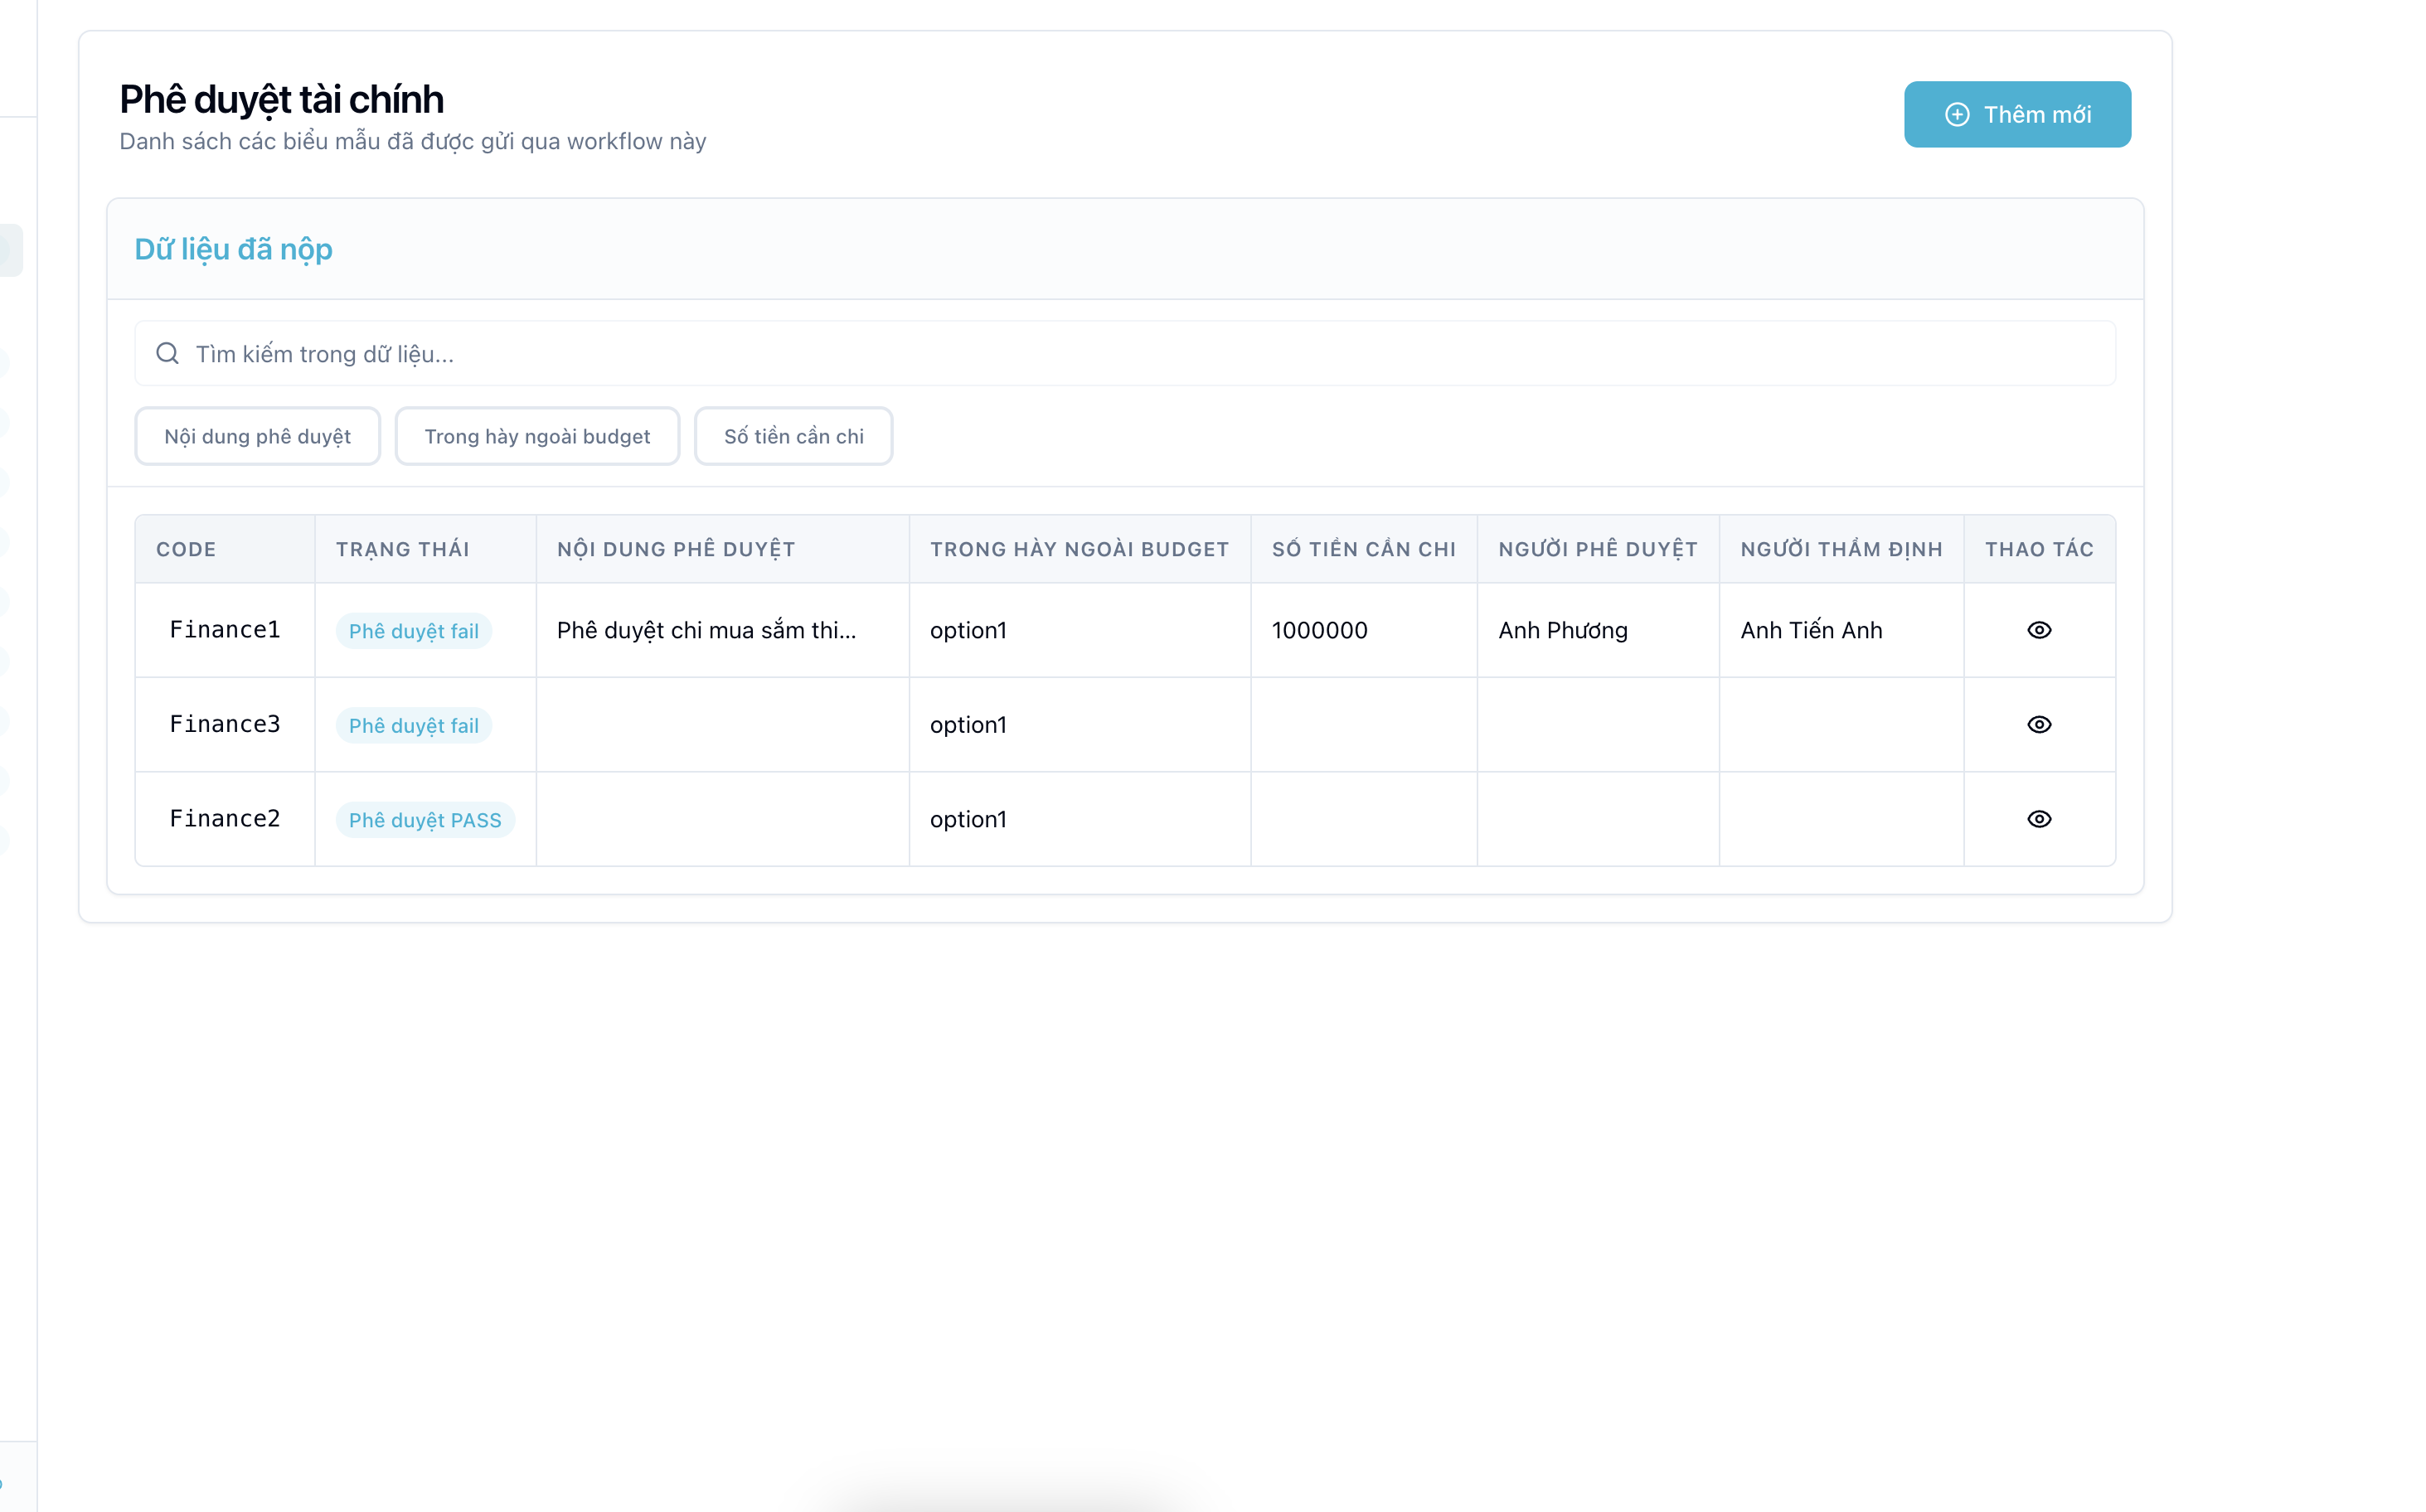 Phê duyệt tài chính
Danh sách các biểu mẫu đã được gửi qua workflow này
Thêm mới
Dữ liệu đã nộp
Tìm kiếm trong dữ liệu...
Nội dung phê duyệt
Trong hày ngoài budget
Số tiền cần chi
CODE TRẠNG THÁI NỘI DUNG PHÊ DUYỆT TRONG HÀY NGOÀI BUDGET SỐ TIỀN CẦN CHI NGƯỜI PHÊ DUYỆT NGƯỜI THẨM ĐỊNH THAO TÁC
Finance1 Phê duyệt fail Phê duyệt chi mua sắm thi... option1 1000000 Anh Phương Anh Tiến Anh
Finance3 Phê duyệt fail option1
Finance2 Phê duyệt PASS option1